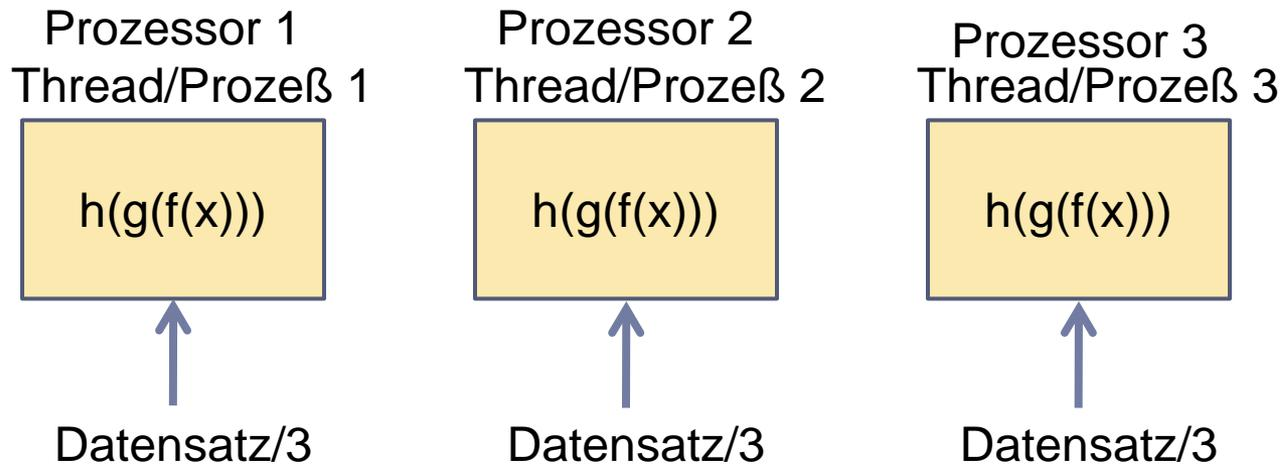 Prozessor 1
Thread/Prozeß 1
h(g(f(x)))
Datensatz/3
Prozessor 2
Thread/Prozeß 2
h(g(f(x)))
Datensatz/3
Prozessor 3
Thread/Prozeß 3
h(g(f(x)))
Datensatz/3